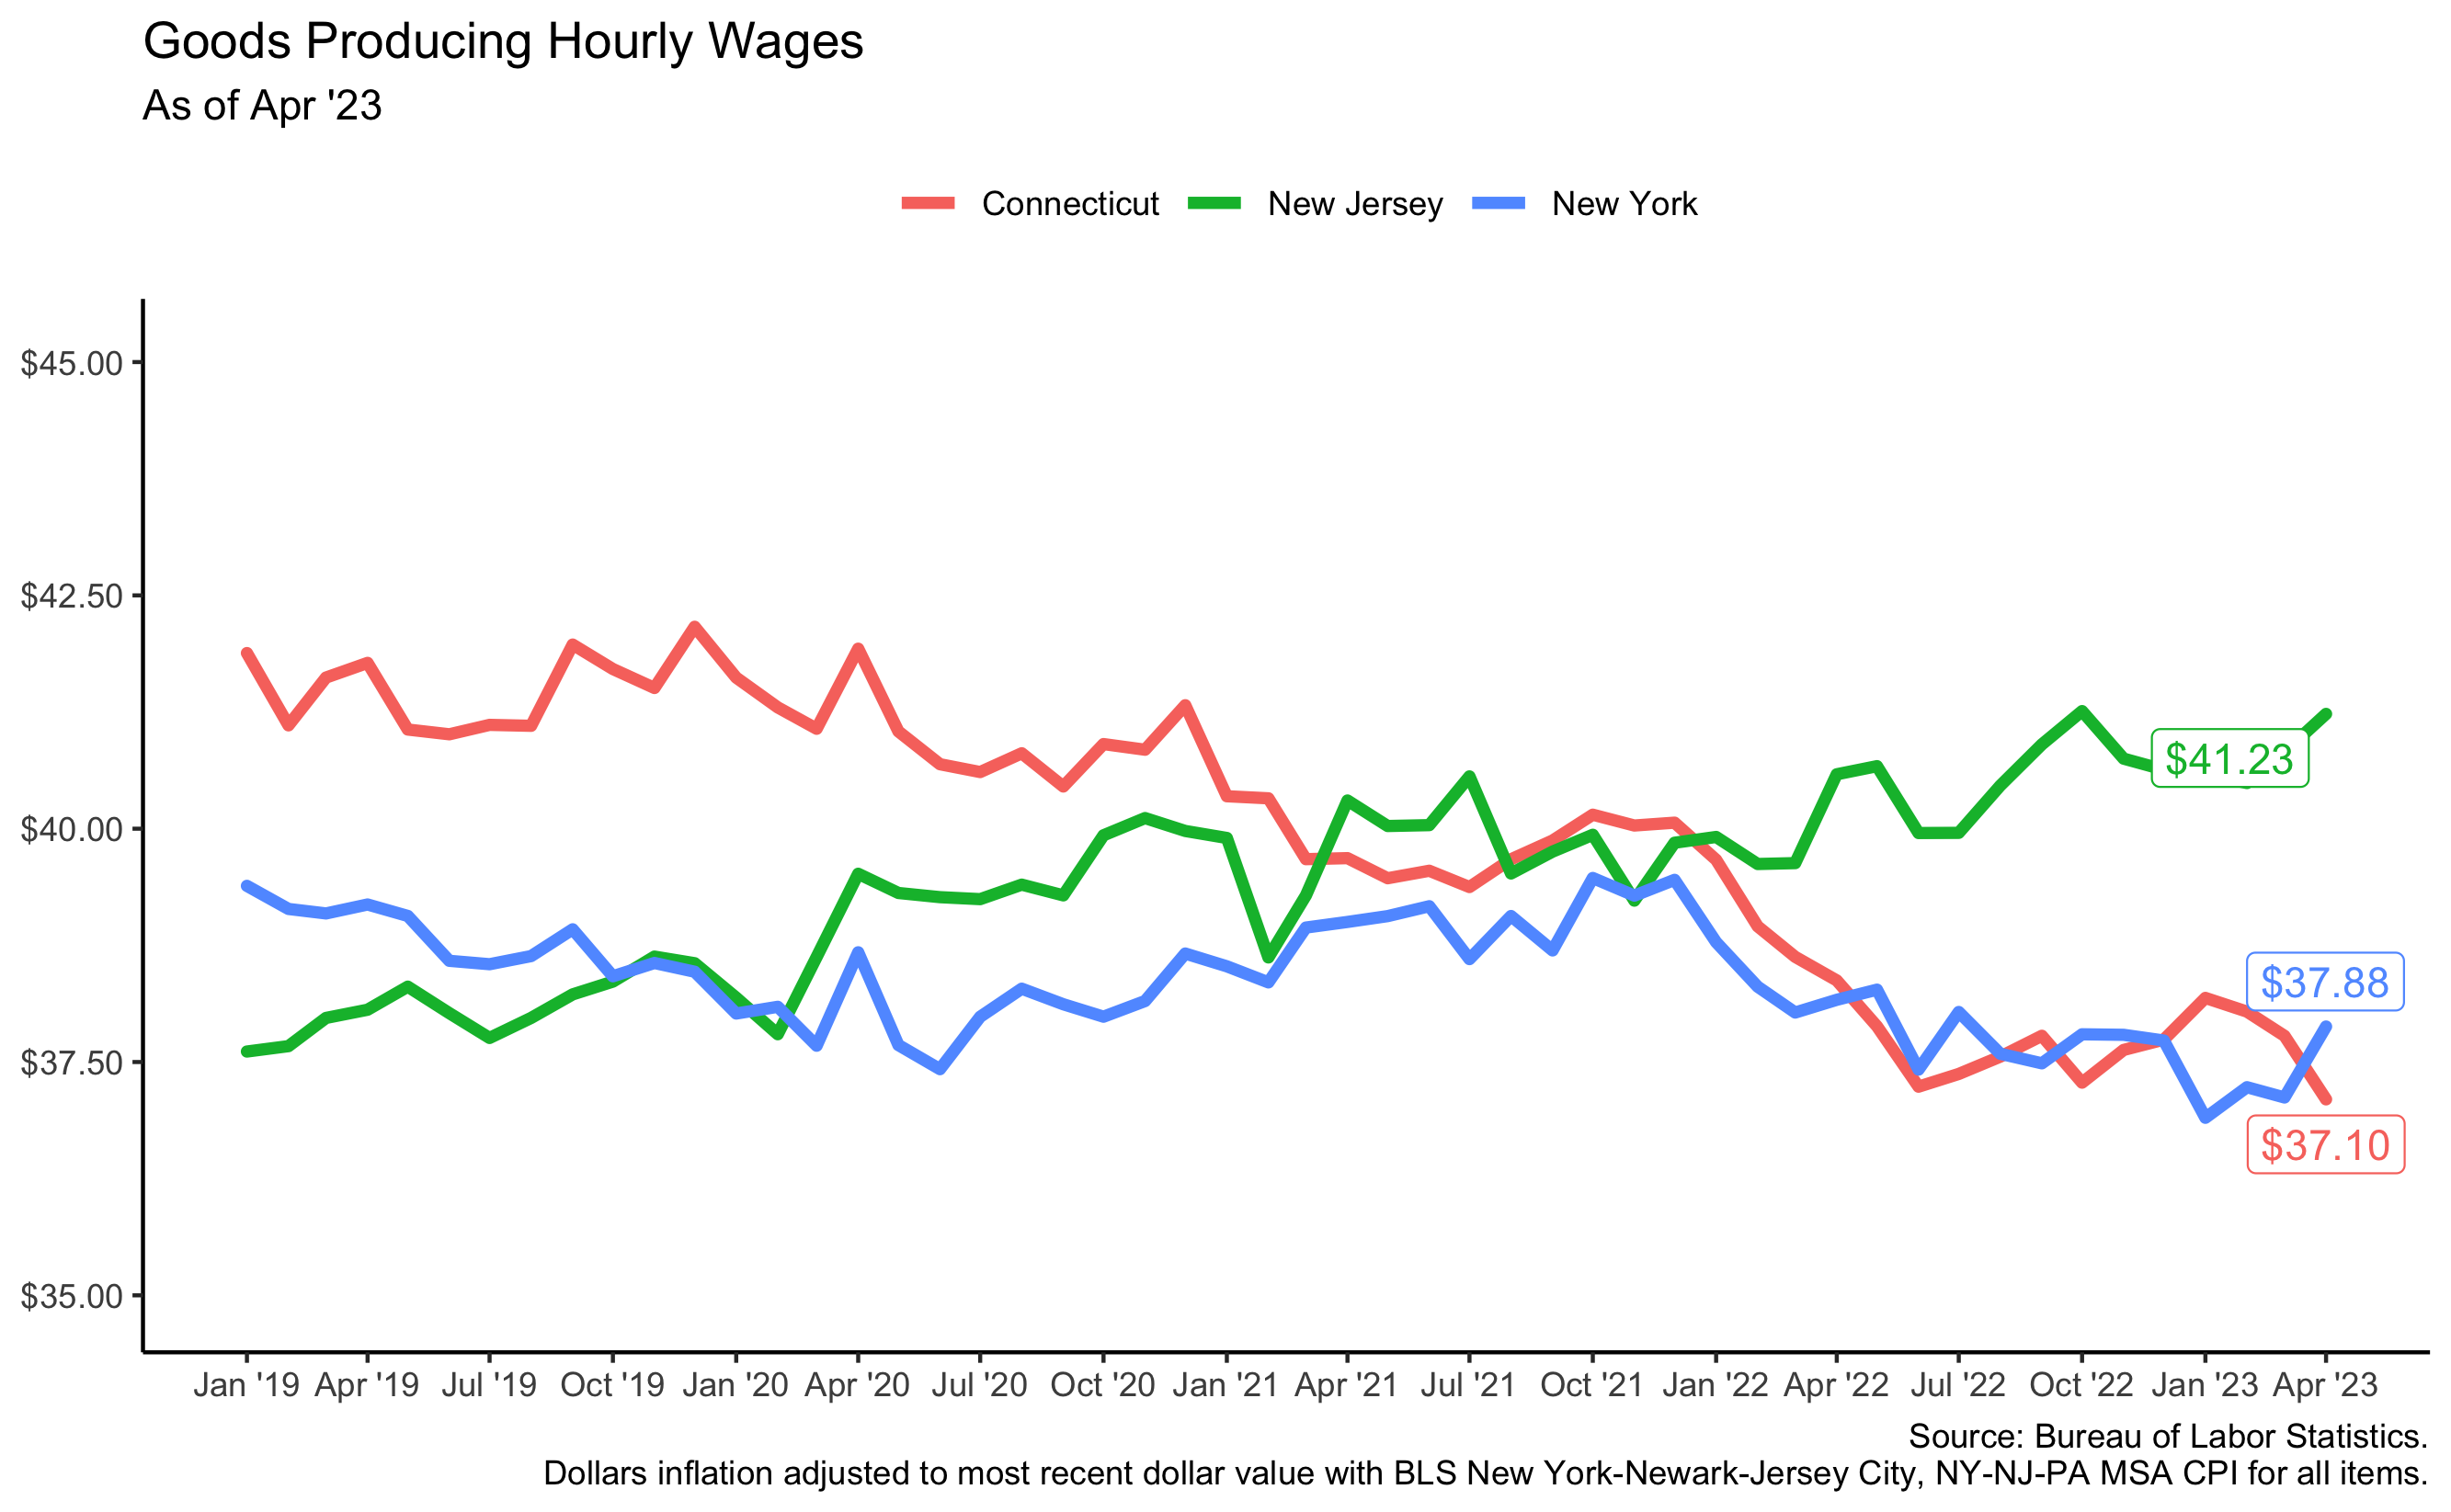 Goods Producing Hourly Wages
As of Apr '23
Connecticut New Jersey New York
$45.00
$42.50
$40.00
$37.50
$35.00
$41.23
$37.88
$37.10
Jan '19 Apr '19 Jul '19 Oct '19 Jan '20 Apr '20 Jul '20 Oct '20 Jan '21 Apr '21 Jul '21 Oct '21 Jan '22 Apr '22 Jul '22 Oct '22 Jan '23 Apr '23
Source: Bureau of Labor Statistics.
Dollars inflation adjusted to most recent dollar value with BLS New York-Newark-Jersey City, NY-NJ-PA MSA CPI for all items.